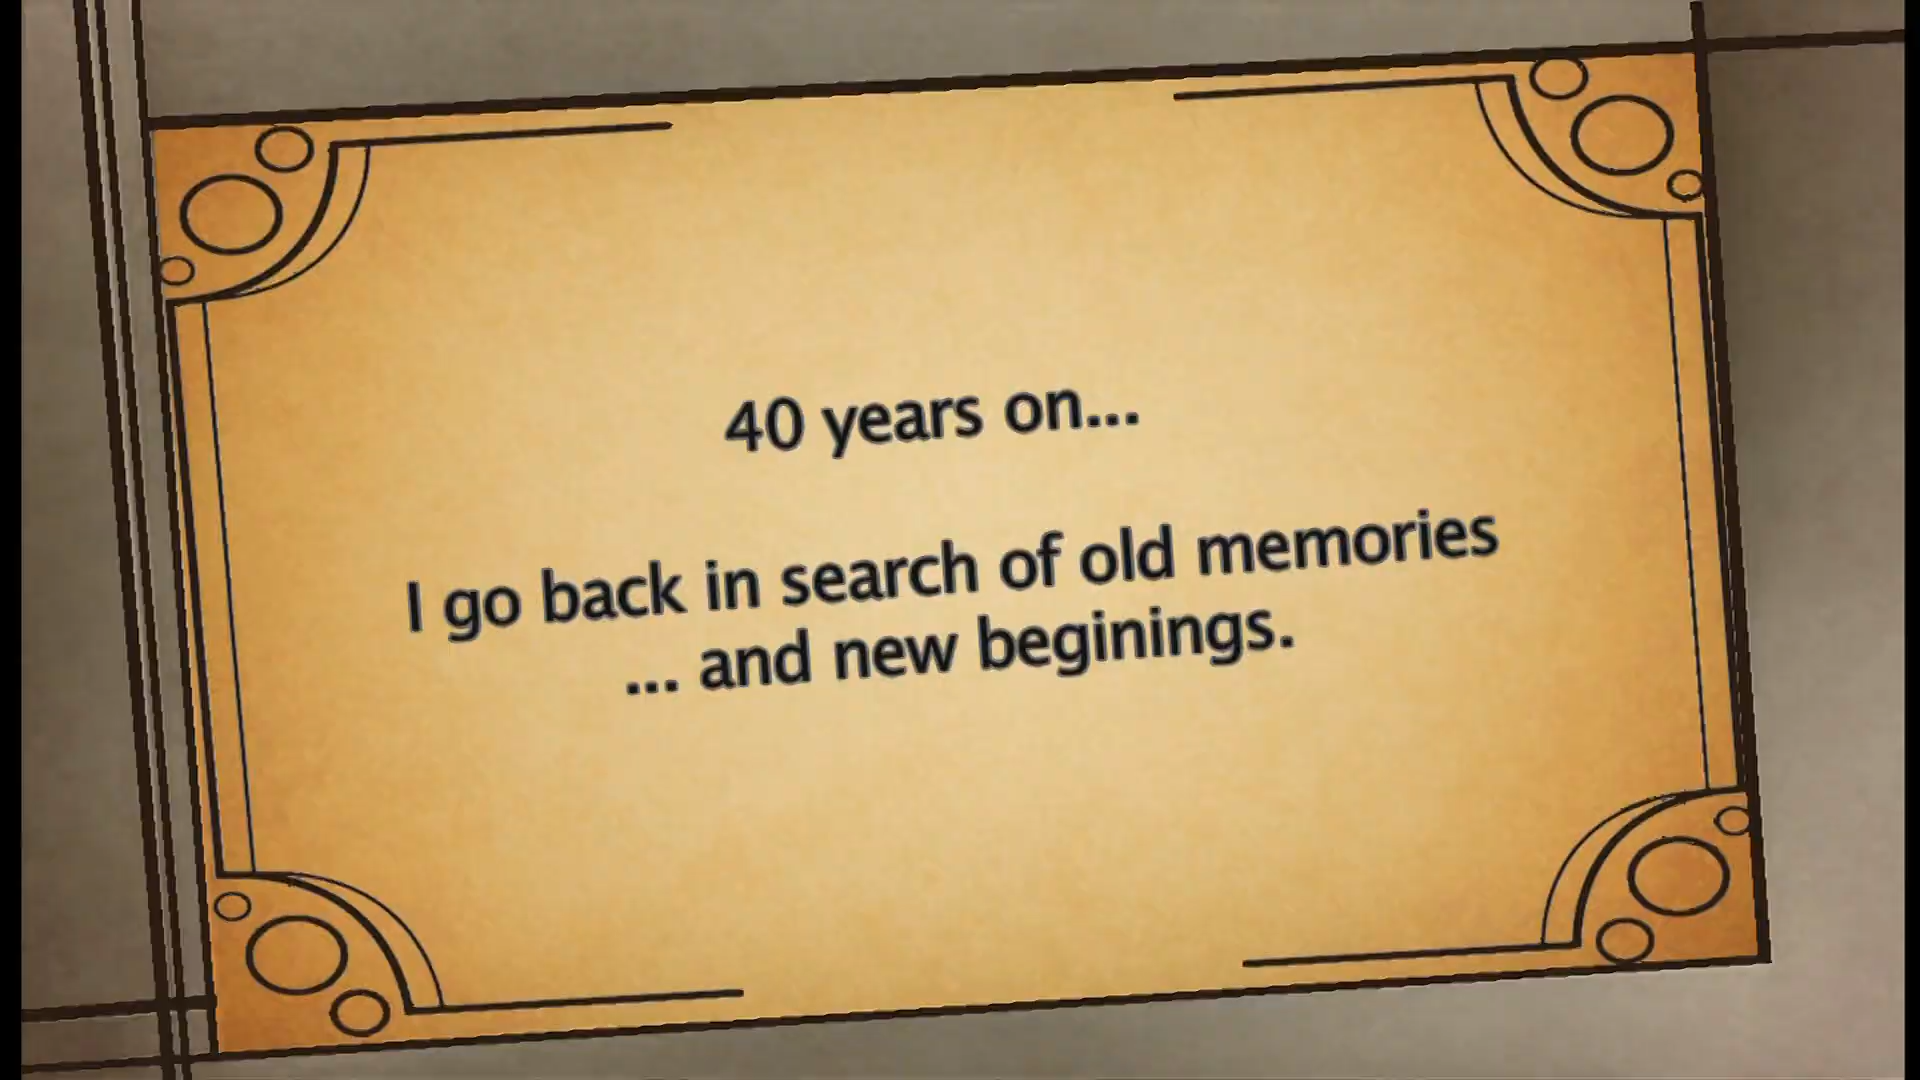 40 years on...
I go back in search of old memories
... and new beginings.